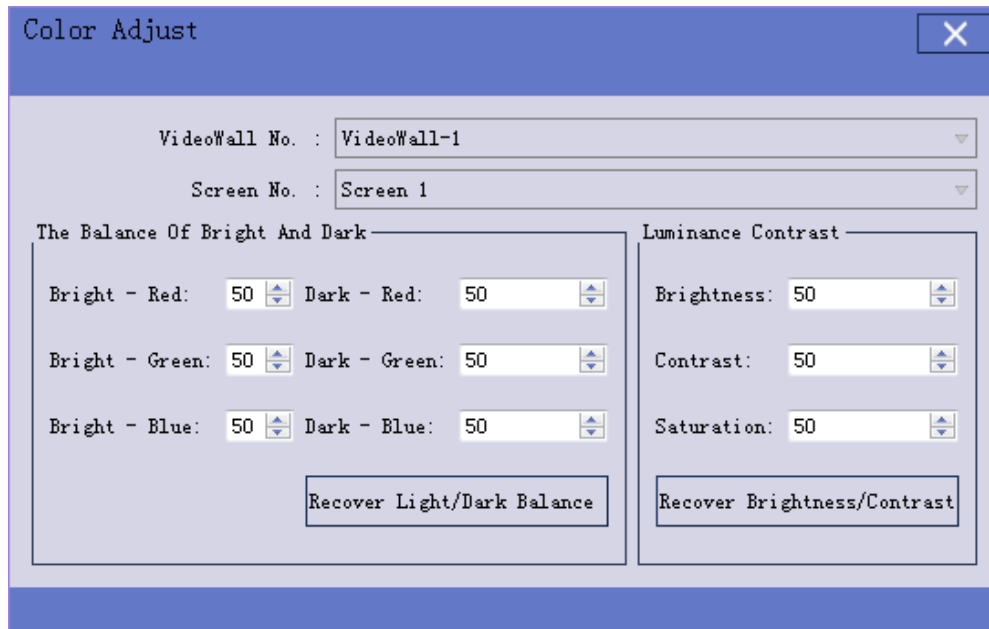 Color Adjust
VideoWall No. : VideoWall-1
Screen No. : Screen 1
The Balance Of Bright And Dark
Bright - Red: 50 Dark - Red: 50
Bright - Green: 50 Dark - Green: 50
Bright - Blue: 50 Dark - Blue: 50
Recover Light/Dark Balance
Luminance Contrast
Brightness: 50
Contrast: 50
Saturation: 50
Recover Brightness/Contrast